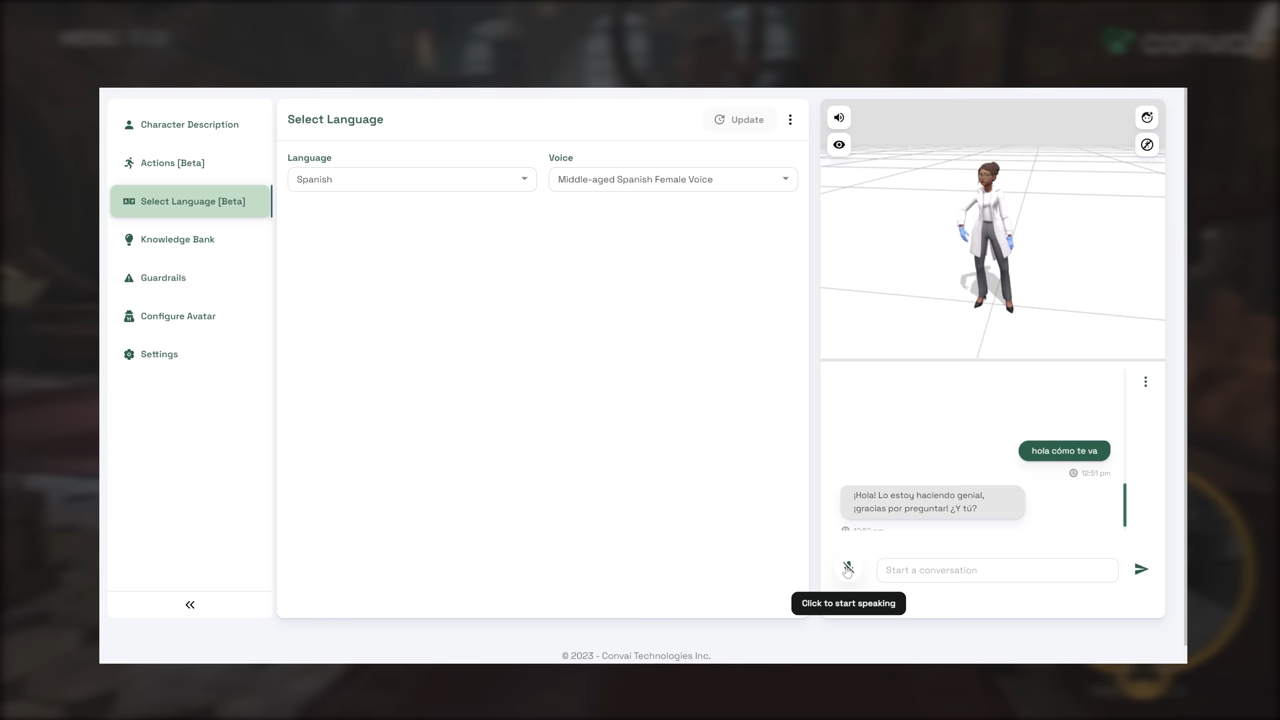 Character Description
Actions [Beta]
Select Language [Beta]
Knowledge Bank
Guardrails
Configure Avatar
Settings
Select Language
Update
Language
Voice
Spanish
Middle-aged Spanish Female Voice
hola cómo te va
12:51 pm
¡Hola! Lo estoy haciendo genial,
¡gracias por preguntar! ¿Y tú?
Start a conversation
Click to start speaking
© 2023 - Convai Technologies Inc.